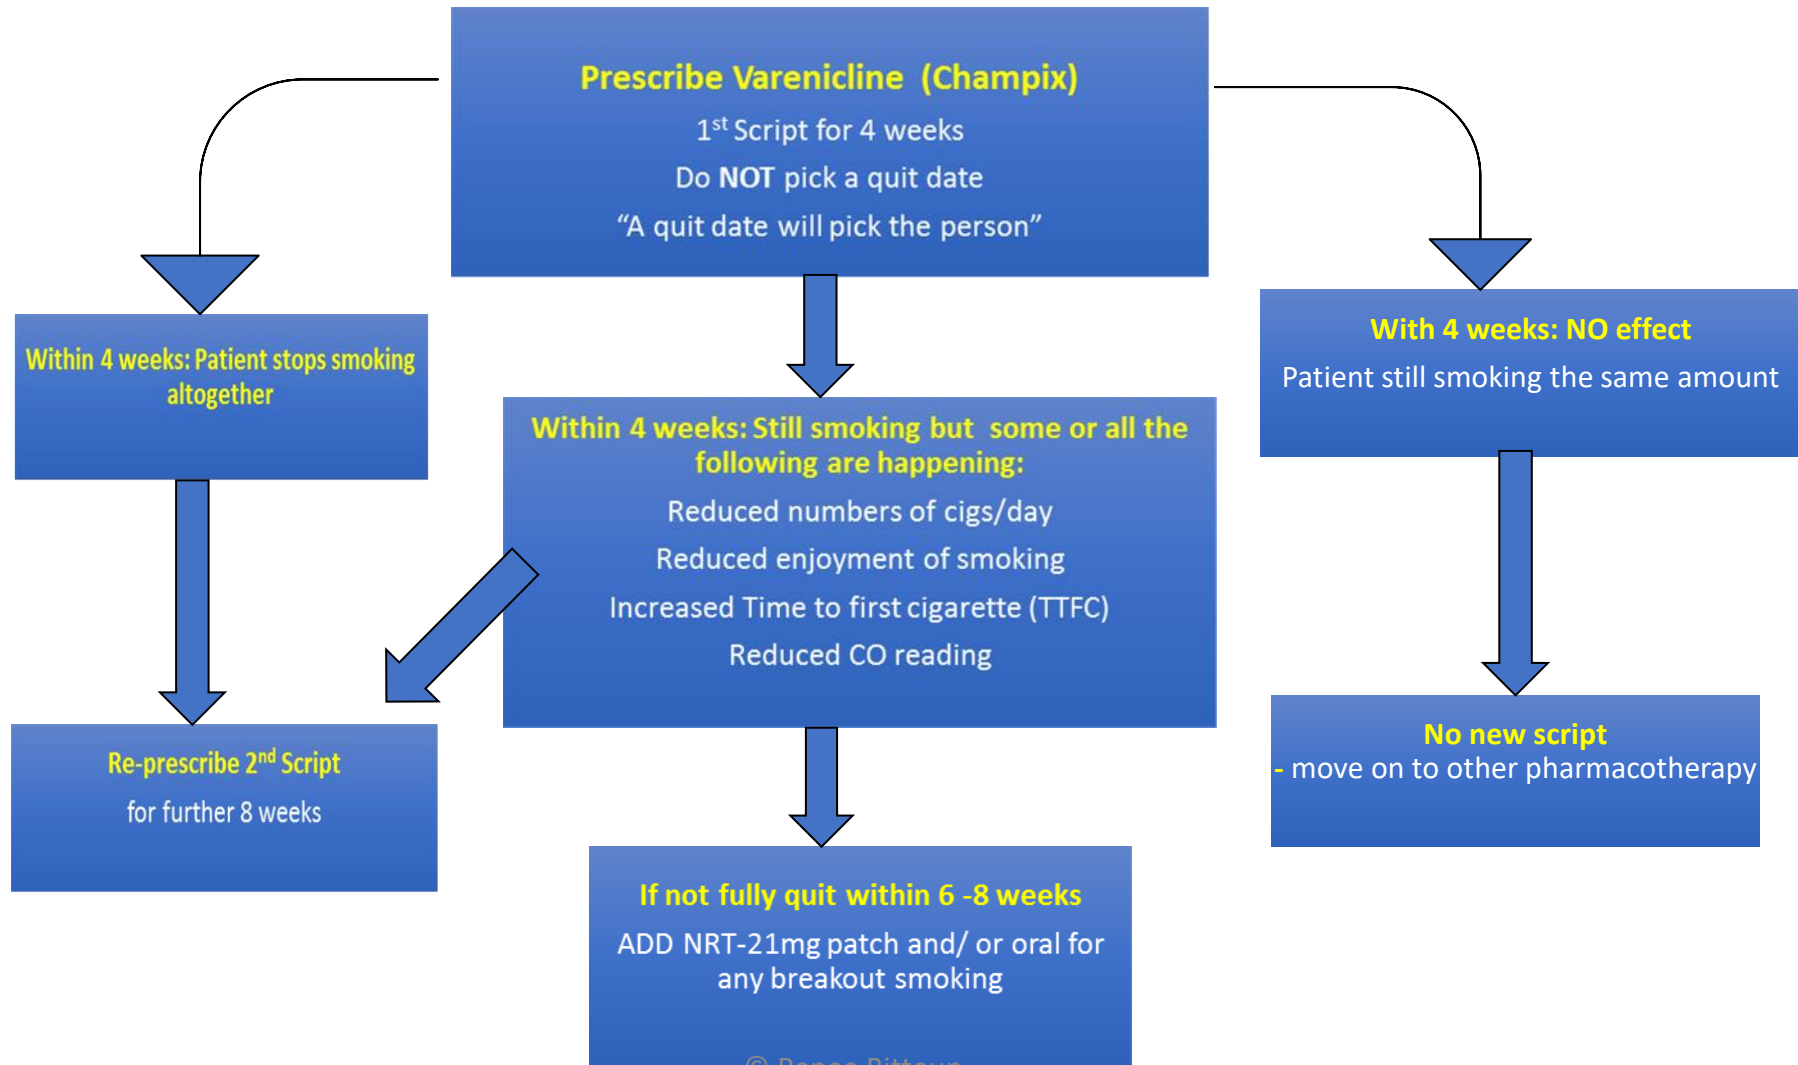 Prescribe Varenicline (Champix)
1st Script for 4 weeks
Do NOT pick a quit date
“A quit date will pick the person”
Within 4 weeks: Patient stops smoking
altogether
Within 4 weeks: Still smoking but some or all the
following are happening:
Reduced numbers of cigs/day
Reduced enjoyment of smoking
Increased Time to first cigarette (TTFC)
Reduced CO reading
With 4 weeks: NO effect
Patient still smoking the same amount
Re-prescribe 2nd Script
for further 8 weeks
No new script
- move on to other pharmacotherapy
If not fully quit within 6 -8 weeks
ADD NRT-21mg patch and/ or oral for
any breakout smoking
© Renee Bittoun